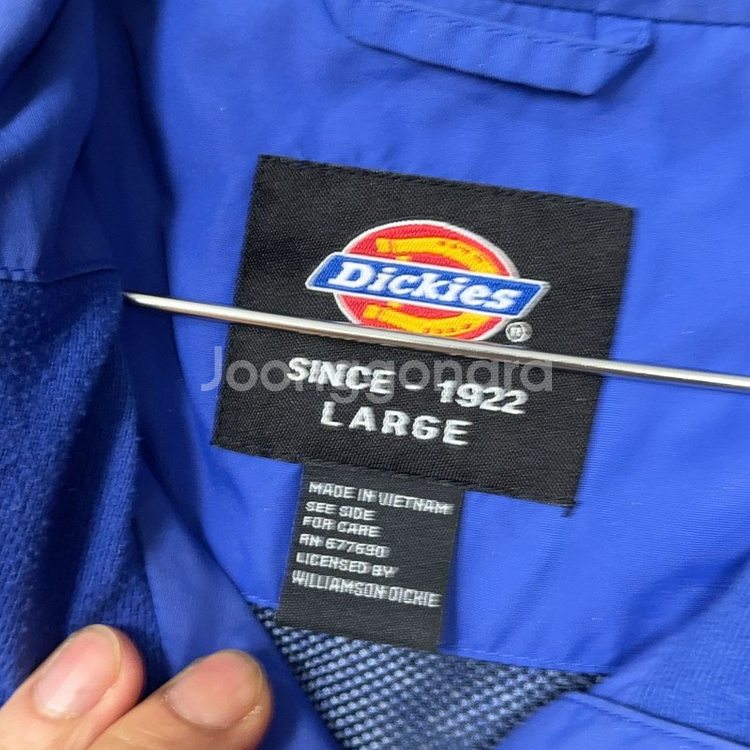 Dickies
®
SINCE - 1922
LARGE
MADE IN VIETNAM
SEE SIDE
FOR CARE
RN 677690
LICENSED BY
WILLIAMSON DICKIE
Joonggonara